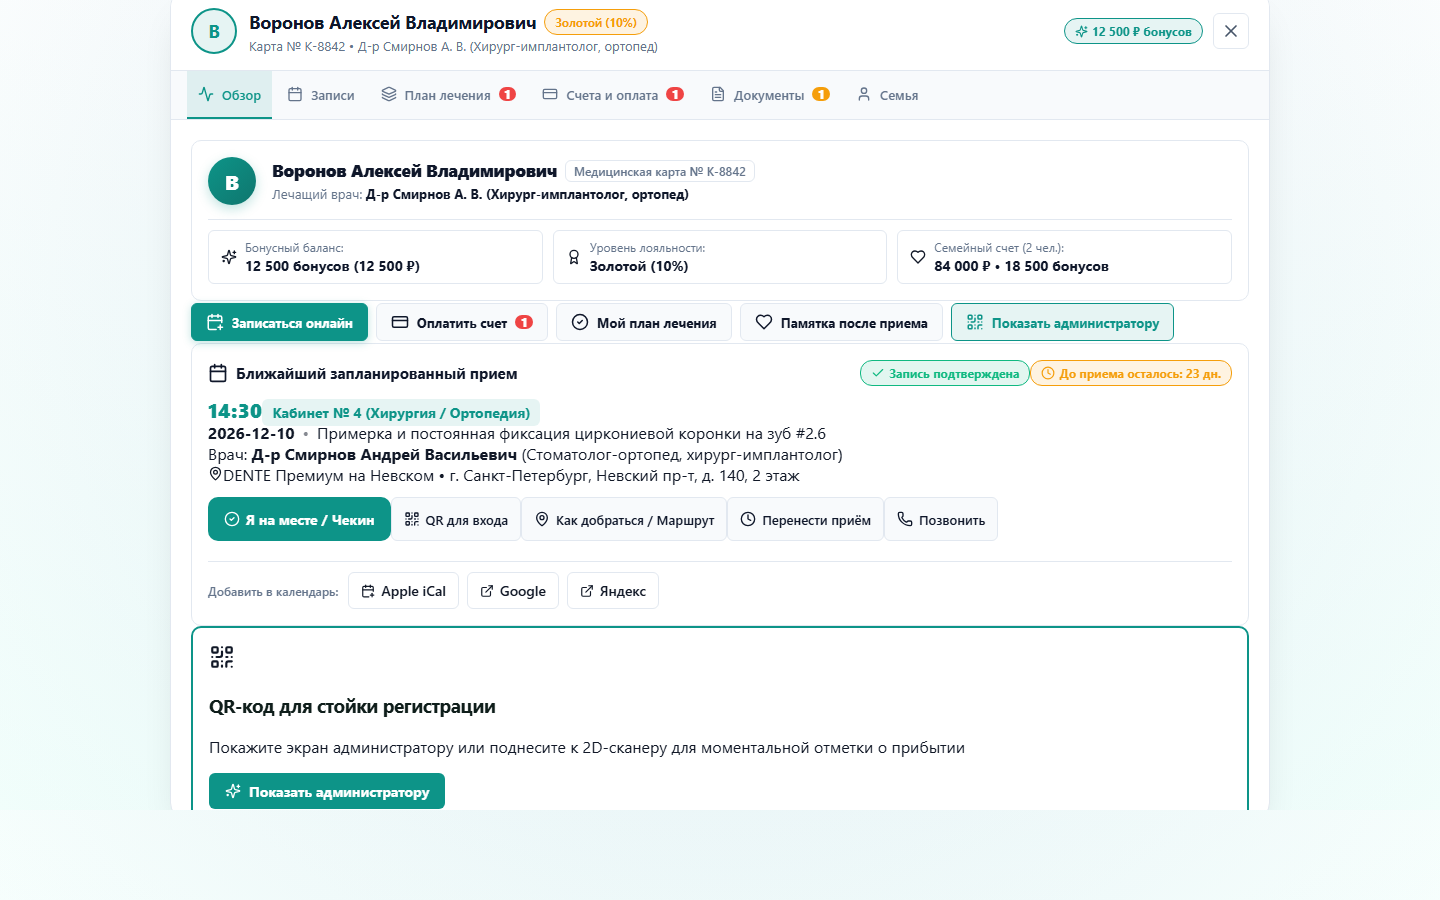 В
Воронов Алексей Владимирович
Золотой (10%)
Карта № К-8842 • Д-р Смирнов А. В. (Хирург-имплантолог, ортопед)
12 500 ₽ бонусов
Обзор
Записи
План лечения 1
Счета и оплата 1
Документы 1
Семья
В
Воронов Алексей Владимирович
Медицинская карта № К-8842
Лечащий врач: Д-р Смирнов А. В. (Хирург-имплантолог, ортопед)
Бонусный баланс:
12 500 бонусов (12 500 ₽)
Уровень лояльности:
Золотой (10%)
Семейный счет (2 чел.):
84 000 ₽ • 18 500 бонусов
Записаться онлайн
Оплатить счет 1
Мой план лечения
Памятка после приема
Показать администратору
Ближайший запланированный прием
Запись подтверждена
До приема осталось: 23 дн.
14:30 Кабинет № 4 (Хирургия / Ортопедия)
2026-12-10 • Примерка и постоянная фиксация циркониевой коронки на зуб #2.6
Врач: Д-р Смирнов Андрей Васильевич (Стоматолог-ортопед, хирург-имплантолог)
DENTE Премиум на Невском • г. Санкт-Петербург, Невский пр-т, д. 140, 2 этаж
Я на месте / Чекин
QR для входа
Как добраться / Маршрут
Перенести приём
Позвонить
Добавить в календарь:
Apple iCal
Google
Яндекс
QR-код для стойки регистрации
Покажите экран администратору или поднесите к 2D-сканеру для моментальной отметки о прибытии
Показать администратору